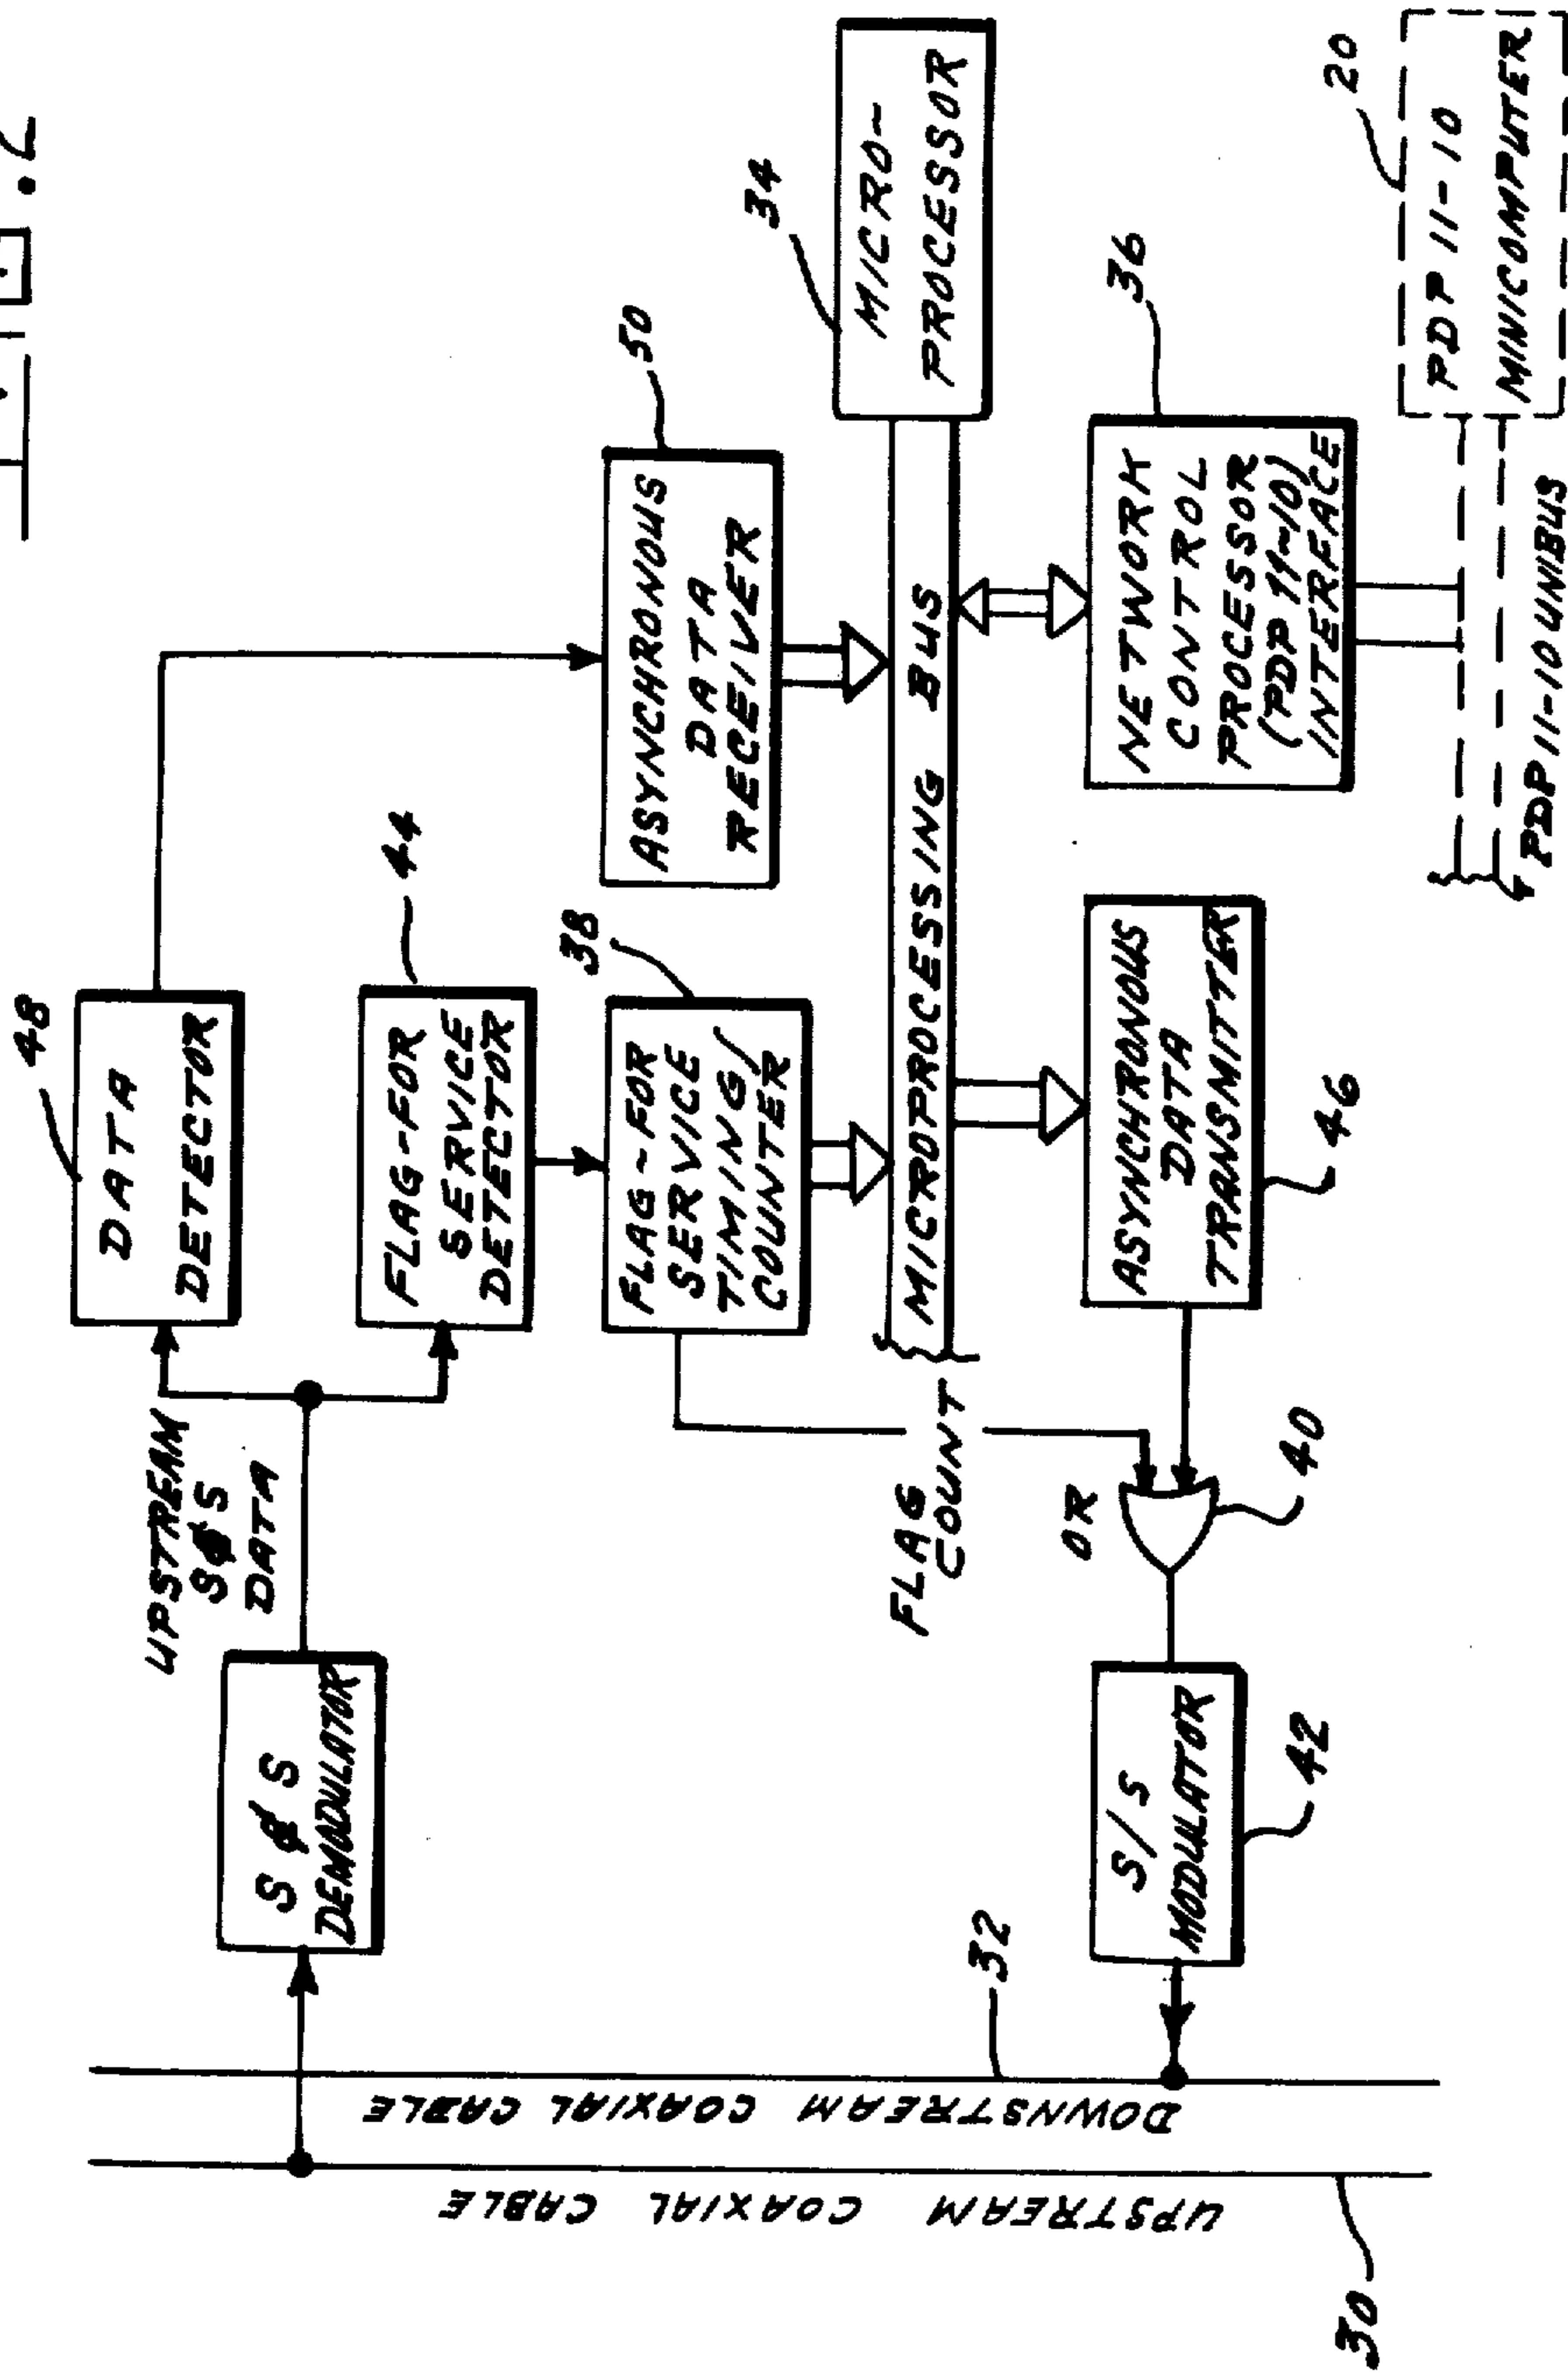 .2
48
DATA
DETECTOR
44
FLAG-FOR
SERVICE
DETECTOR
UPSTREAM
S&S
DATA
S & S
DEMODULATOR
38
FLAG-FOR
SERVICE
TIMING/
COUNTER
50
ASYNCHRONOUS
DATA
RECEIVER
34
MICRO-
PROCESSOR
MICROPROCESSING BUS
FLAG
COUNT
OR
40
46
ASYNCHRONOUS
DATA
TRANSMITTER
36
NETWORK
CONTROL
PROCESSOR
(PDP 11-10)
INTERFACE
20
PDP 11-10
MINICOMPUTER
PDP 11-10 UNIBUS
S/S
MODULATOR
42
32
DOWNSTREAM COAXIAL CABLE
UPSTREAM COAXIAL CABLE
30